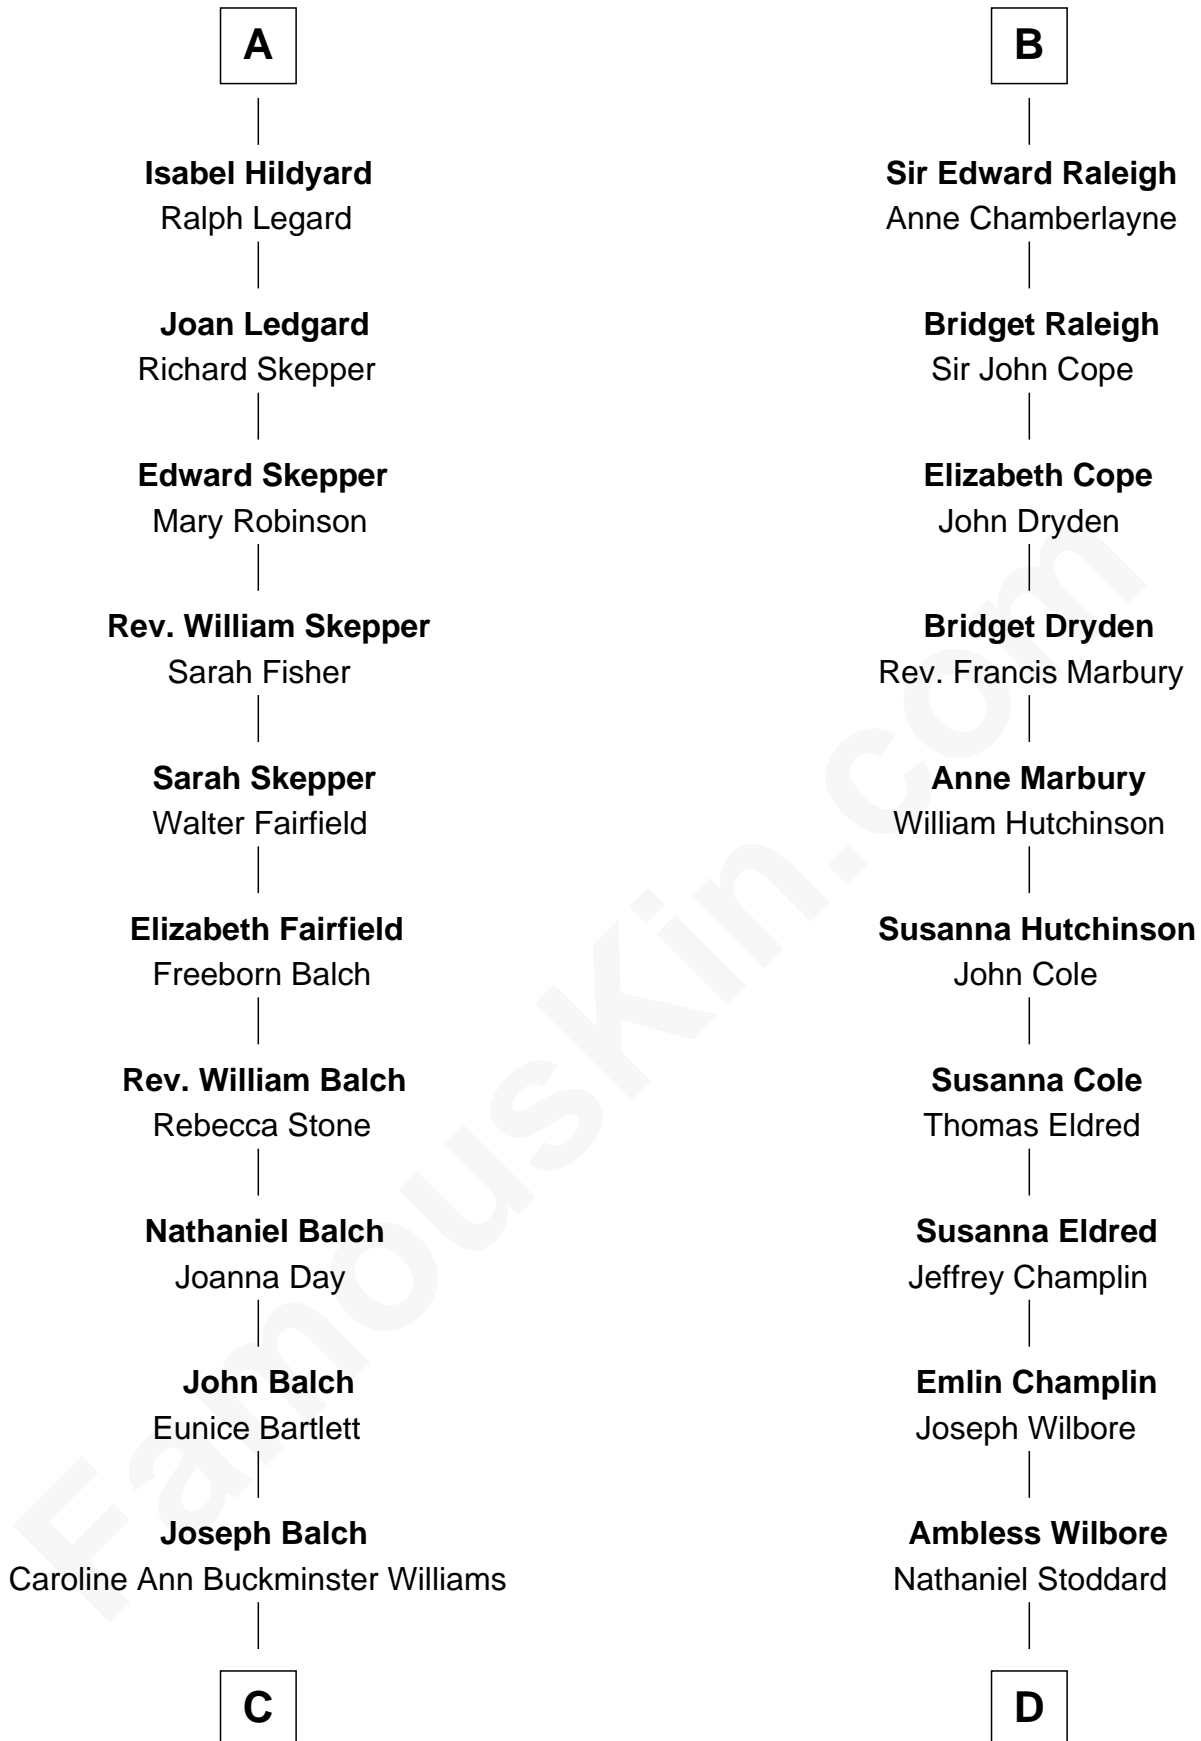 A
Isabel Hildyard
Ralph Legard
Joan Ledgard
Richard Skepper
Edward Skepper
Mary Robinson
Rev. William Skepper
Sarah Fisher
Sarah Skepper
Walter Fairfield
Elizabeth Fairfield
Freeborn Balch
Rev. William Balch
Rebecca Stone
Nathaniel Balch
Joanna Day
John Balch
Eunice Bartlett
Joseph Balch
Caroline Ann Buckminster Williams
C
B
Sir Edward Raleigh
Anne Chamberlayne
Bridget Raleigh
Sir John Cope
Elizabeth Cope
John Dryden
Bridget Dryden
Rev. Francis Marbury
Anne Marbury
William Hutchinson
Susanna Hutchinson
John Cole
Susanna Cole
Thomas Eldred
Susanna Eldred
Jeffrey Champlin
Emlin Champlin
Joseph Wilbore
Ambless Wilbore
Nathaniel Stoddard
D
FamousKin.com